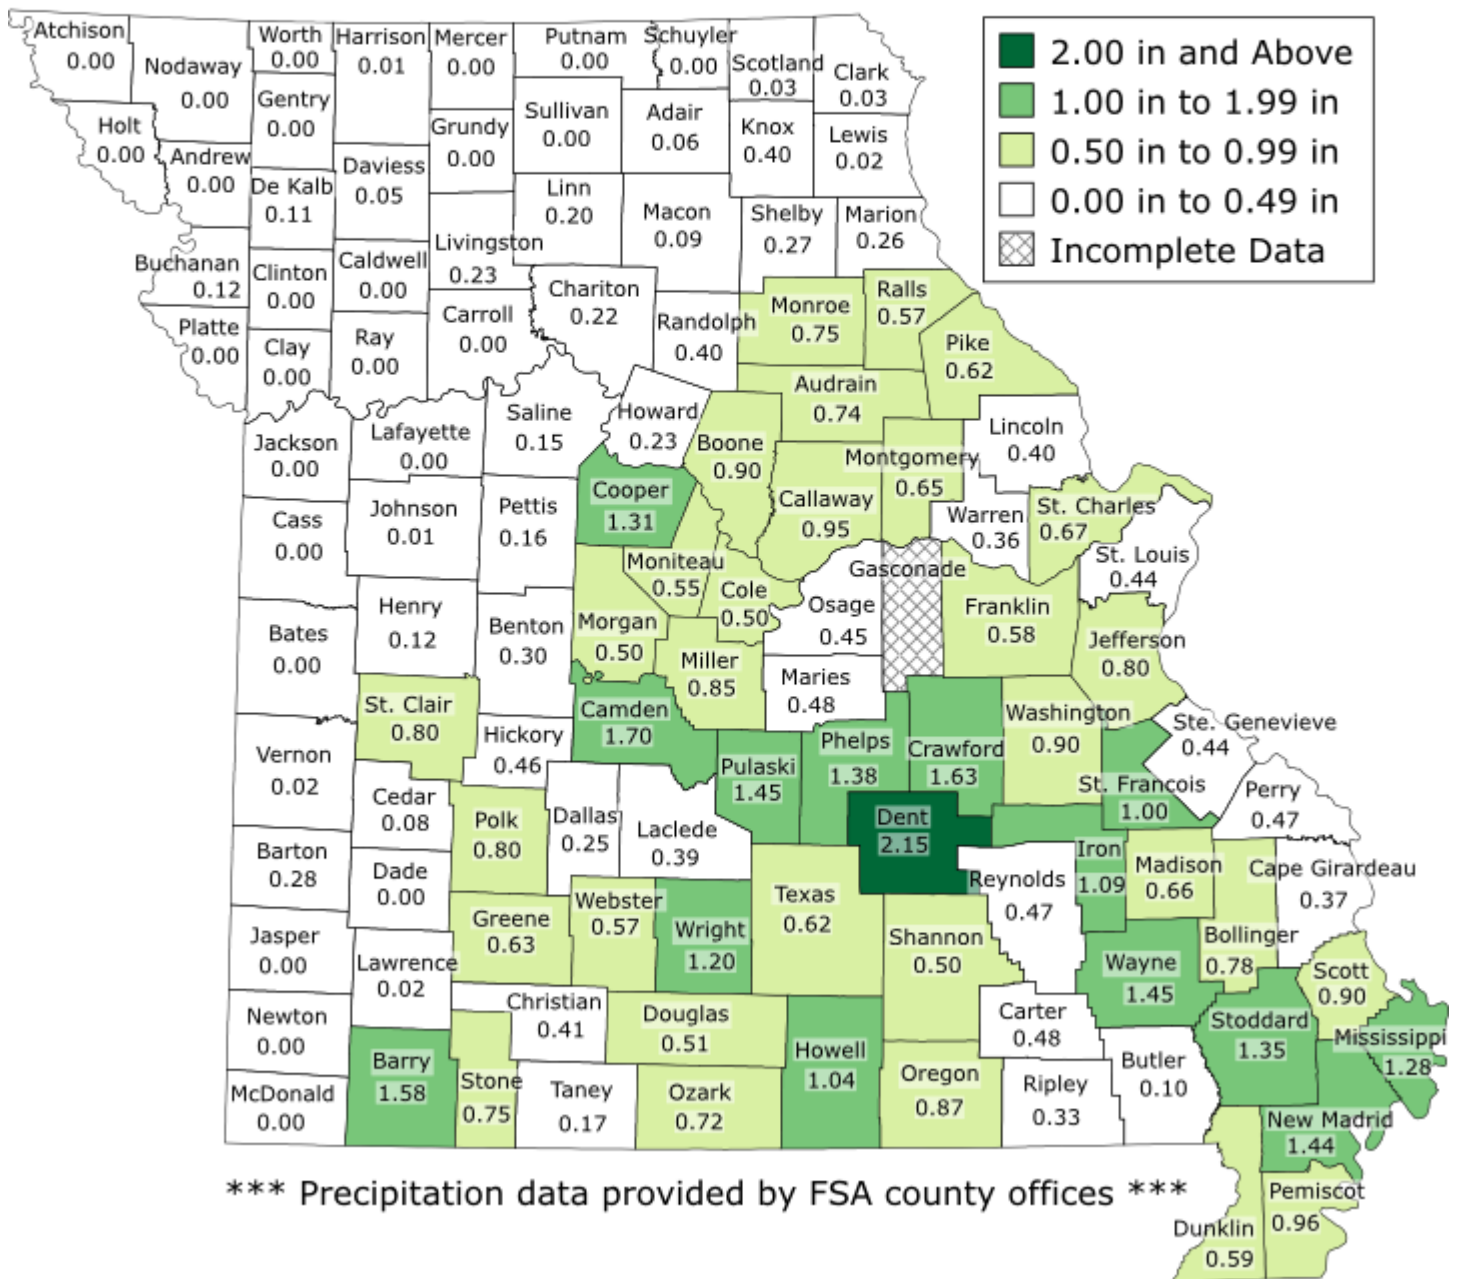 Atchison
0.00
Nodaway
0.00
Worth
0.00
Harrison
0.01
Mercer
0.00
Putnam
0.00
Schuyler
0.00
Scotland
0.03
Clark
0.03
2.00 in and Above
1.00 in to 1.99 in
0.50 in to 0.99 in
0.00 in to 0.49 in
Incomplete Data
Holt
0.00
Andrew
0.00
Gentry
0.00
De Kalb
0.11
Daviess
0.05
Grundy
0.00
Sullivan
0.00
Adair
0.06
Knox
0.40
Lewis
0.02
Linn
0.20
Macon
0.09
Shelby
0.27
Marion
0.26
Buchanan
0.12
Clinton
0.00
Caldwell
0.00
Livingston
0.23
Chariton
0.22
Randolph
0.40
Monroe
0.75
Ralls
0.57
Pike
0.62
Platte
0.00
Clay
0.00
Ray
0.00
Carroll
0.00
Audrain
0.74
Jackson
0.00
Lafayette
0.00
Saline
0.15
Howard
0.23
Boone
0.90
Callaway
0.95
Montgomery
0.65
Lincoln
0.40
Cass
0.00
Johnson
0.01
Pettis
0.16
Cooper
1.31
Moniteau
0.55
Cole
0.50
Osage
0.45
Gasconade
Warren
0.36
St. Charles
0.67
St. Louis
0.44
Bates
0.00
Henry
0.12
Benton
0.30
Morgan
0.50
Miller
0.85
Maries
0.48
Franklin
0.58
Jefferson
0.80
St. Clair
0.80
Hickory
0.46
Camden
1.70
Pulaski
1.45
Phelps
1.38
Crawford
1.63
Washington
0.90
St. Francois
1.00
Ste. Genevieve
0.44
Perry
0.47
Vernon
0.02
Cedar
0.08
Polk
0.80
Dallas
0.25
Laclede
0.39
Dent
2.15
Iron
1.09
Madison
0.66
Cape Girardeau
0.37
Barton
0.28
Dade
0.00
Greene
0.63
Webster
0.57
Wright
1.20
Texas
0.62
Shannon
0.50
Reynolds
0.47
Wayne
1.45
Bollinger
0.78
Scott
0.90
Jasper
0.00
Lawrence
0.02
Christian
0.41
Douglas
0.51
Howell
1.04
Oregon
0.87
Carter
0.48
Butler
0.10
Stoddard
1.35
Mississippi
1.28
Newton
0.00
McDonald
0.00
Barry
1.58
Stone
0.75
Taney
0.17
Ozark
0.72
Ripley
0.33
New Madrid
1.44
Pemiscot
0.96
Dunklin
0.59
*** Precipitation data provided by FSA county offices ***